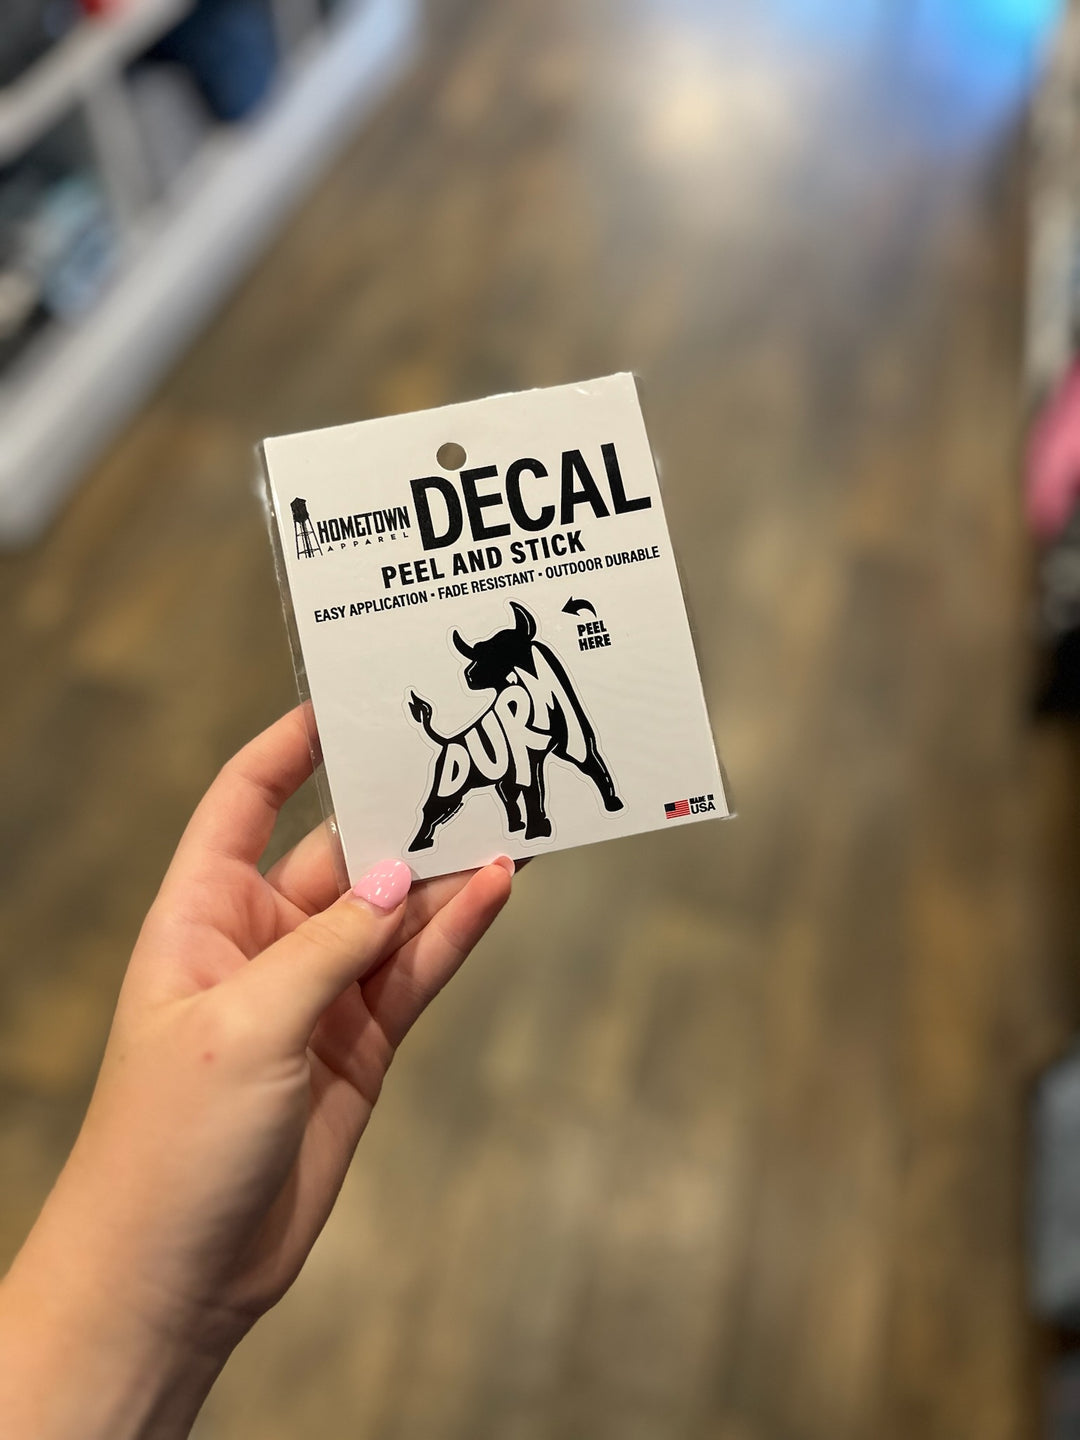 HOMETOWN
APPAREL
DECAL
PEEL AND STICK
EASY APPLICATION • FADE RESISTANT • OUTDOOR DURABLE
PEEL
HERE
DURM
MADE IN
USA